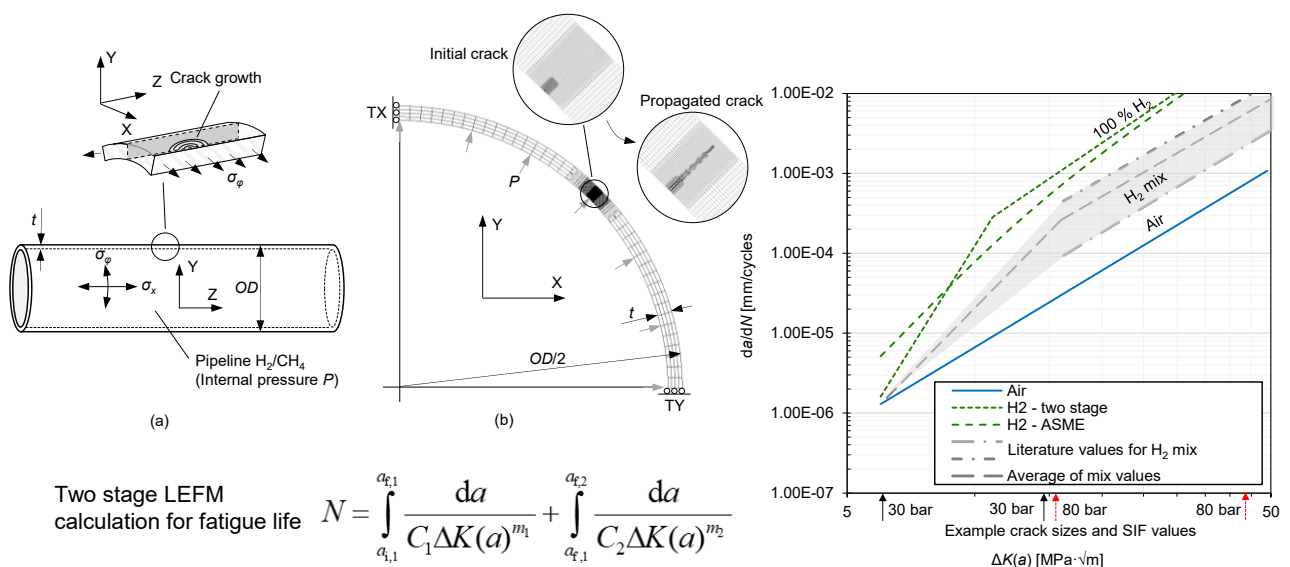 Y
Z
X
Crack growth
σφ
t
σφ
σx
Y
Z
OD
Pipeline H2/CH4
(Internal pressure P)
(a)
Initial crack
Propagated crack
TX
P
Y
X
t
OD/2
TY
(b)
Two stage LEFM
calculation for fatigue life
N = ∫_{a_{i,1}}^{a_{f,1}} da / (C₁ΔK(a)^{m₁}) + ∫_{a_{f,1}}^{a_{f,2}} da / (C₂ΔK(a)^{m₂})
da/dN [mm/cycles]
1.00E-02
1.00E-03
1.00E-04
1.00E-05
1.00E-06
1.00E-07
100 % H2
H2 mix
Air
Air
H2 - two stage
H2 - ASME
Literature values for H2 mix
Average of mix values
5
30 bar
30 bar
80 bar
80 bar
50
Example crack sizes and SIF values
ΔK(a) [MPa·√m]